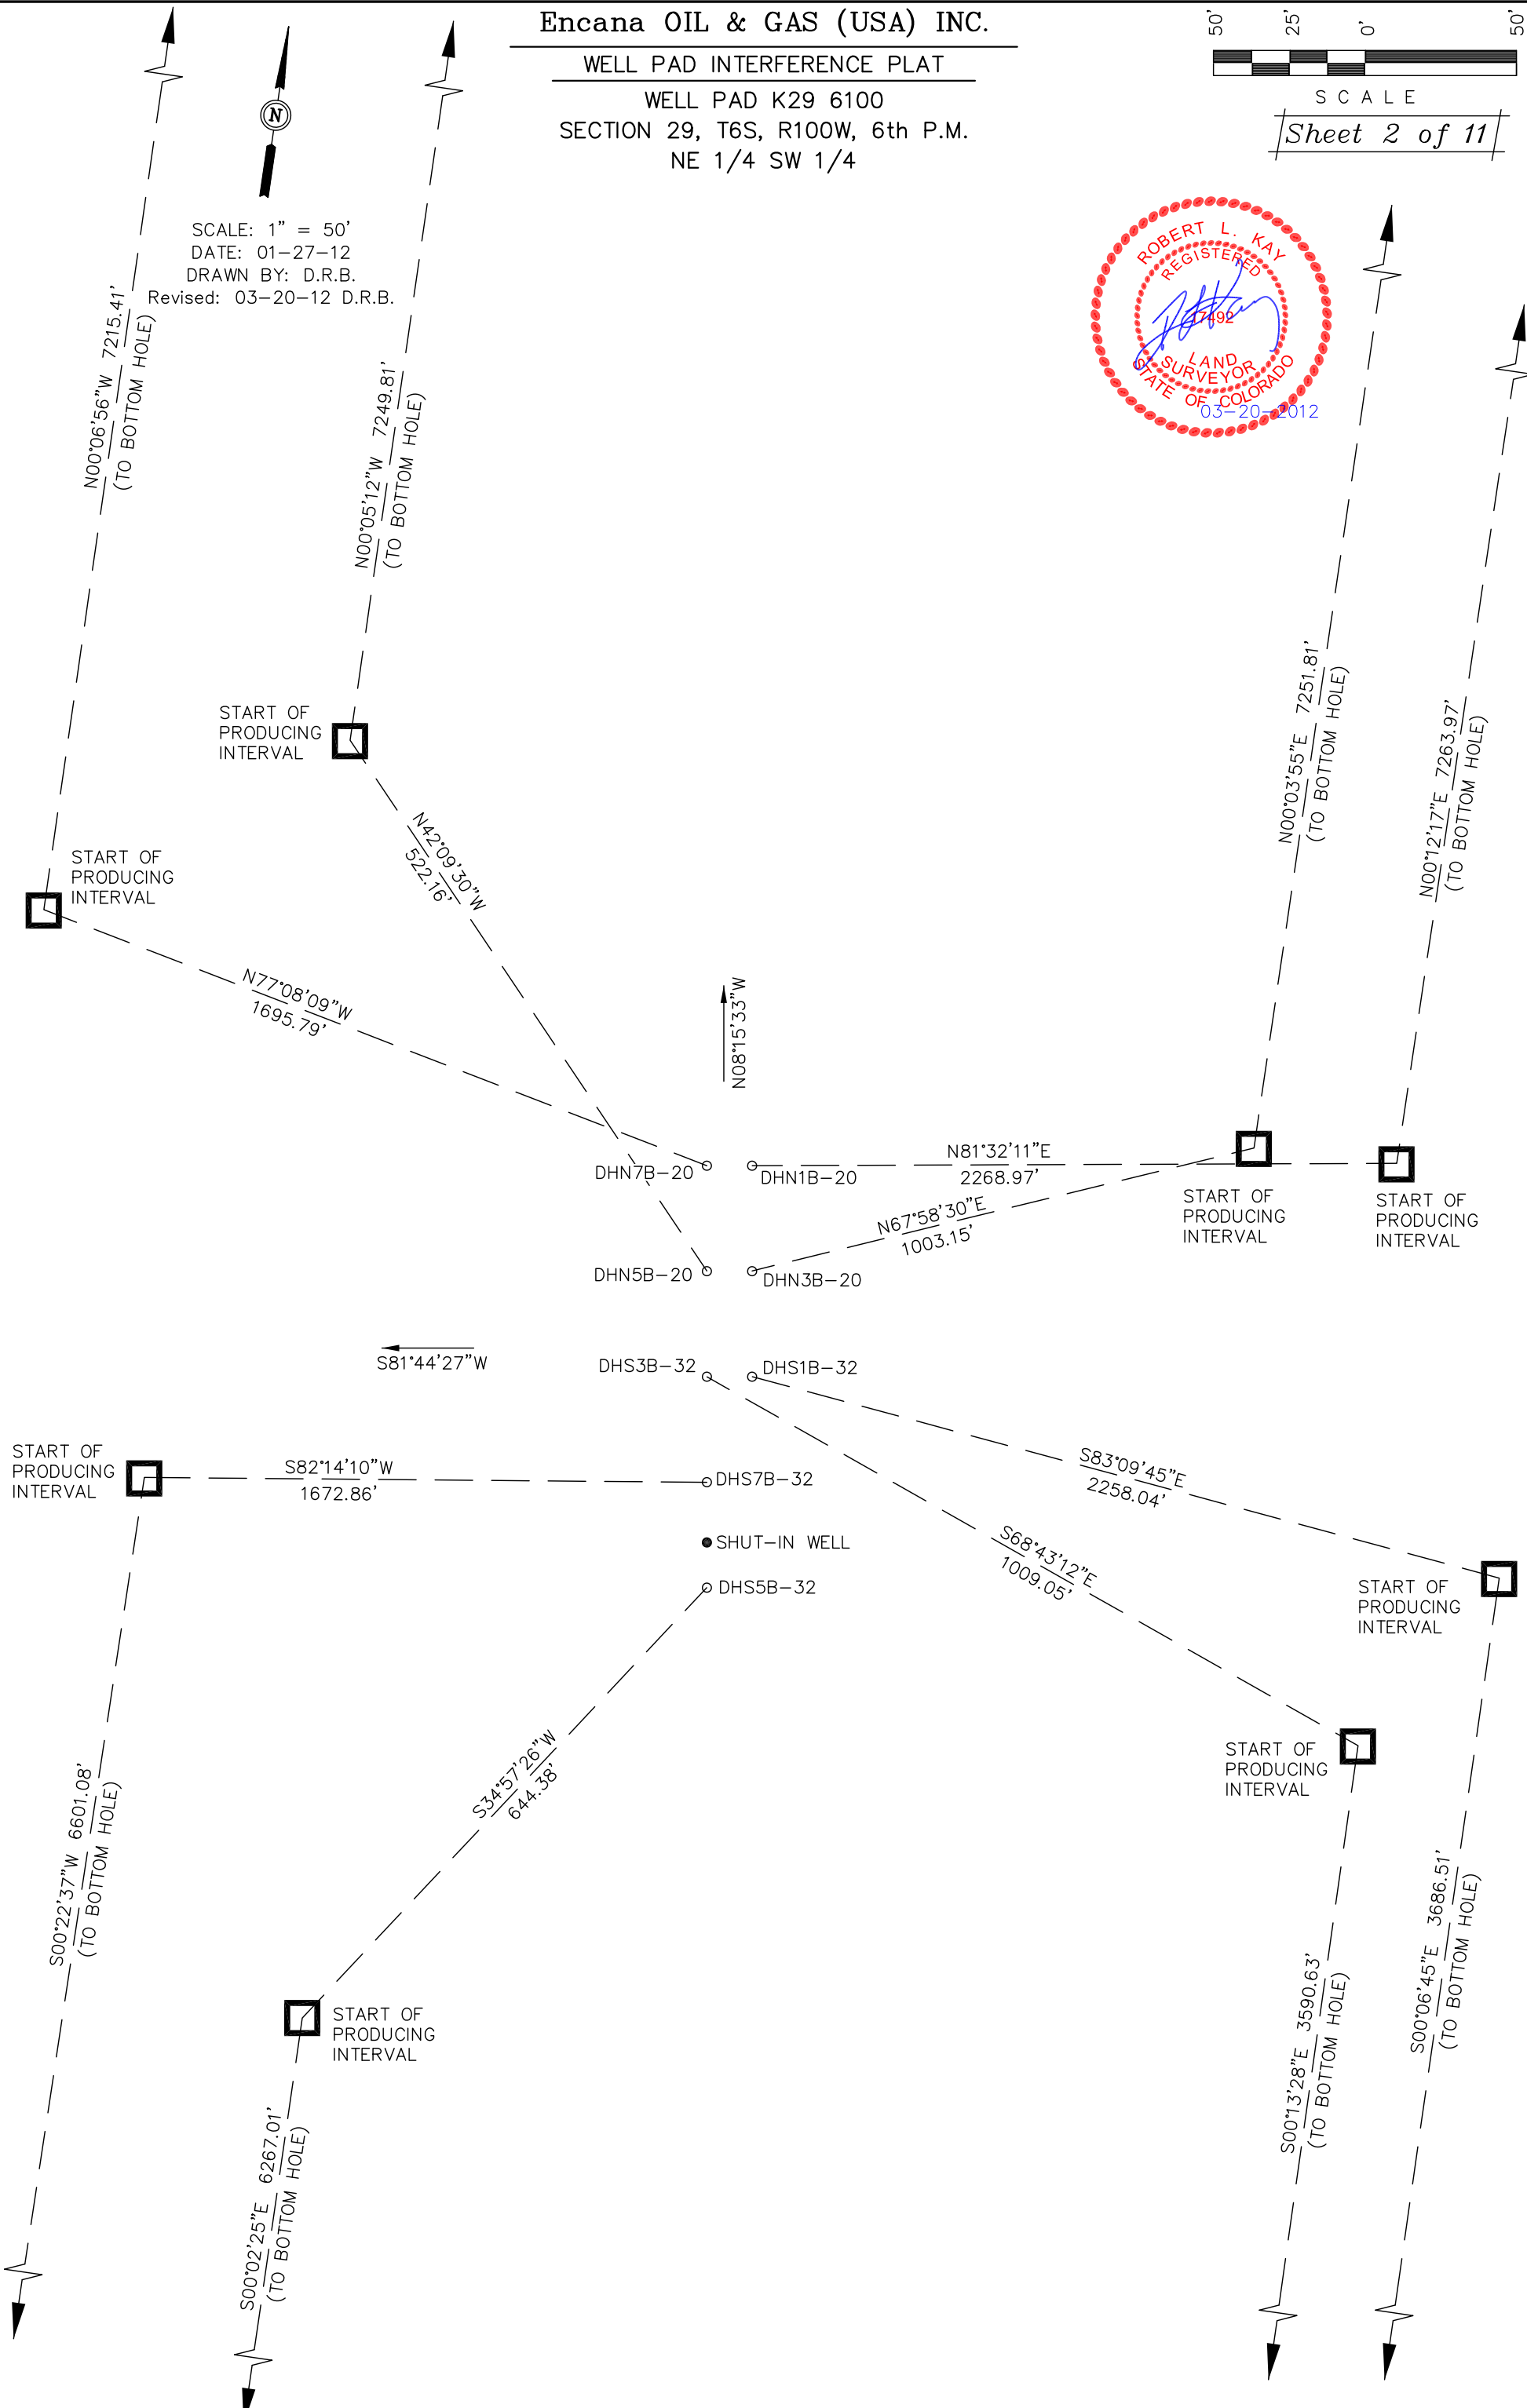 Encana OIL & GAS (USA) INC.
WELL PAD INTERFERENCE PLAT
WELL PAD K29 6100
SECTION 29, T6S, R100W, 6th P.M.
NE 1/4 SW 1/4
50'
25'
0'
50'
SCALE
Sheet 2 of 11
N
SCALE: 1" = 50'
DATE: 01-27-12
DRAWN BY: D.R.B.
Revised: 03-20-12 D.R.B.
ROBERT L. KAY
REGISTERED
17492
LAND
SURVEYOR
STATE OF COLORADO
03-20-2012
N00°06'56"W 7215.41'
(TO BOTTOM HOLE)
N00°05'12"W 7249.81'
(TO BOTTOM HOLE)
N00°03'55"E 7251.81'
(TO BOTTOM HOLE)
N00°12'17"E 7263.97'
(TO BOTTOM HOLE)
START OF
PRODUCING
INTERVAL
START OF
PRODUCING
INTERVAL
N42°09'30"W
522.16'
N77°08'09"W
1695.79'
N08°15'33"W
DHN7B-20
DHN1B-20
N81°32'11"E
2268.97'
START OF
PRODUCING
INTERVAL
START OF
PRODUCING
INTERVAL
N67°58'30"E
1003.15'
DHN5B-20
DHN3B-20
S81°44'27"W
DHS3B-32
DHS1B-32
START OF
PRODUCING
INTERVAL
S82°14'10"W
1672.86'
DHS7B-32
S83°09'45"E
2258.04'
SHUT-IN WELL
DHS5B-32
S68°43'12"E
1009.05'
START OF
PRODUCING
INTERVAL
START OF
PRODUCING
INTERVAL
S34°57'26"W
644.38'
S00°22'37"W 6601.08'
(TO BOTTOM HOLE)
START OF
PRODUCING
INTERVAL
S00°02'25"E 6267.01'
(TO BOTTOM HOLE)
S00°13'28"E 3590.63'
(TO BOTTOM HOLE)
S00°06'45"E 3686.51'
(TO BOTTOM HOLE)